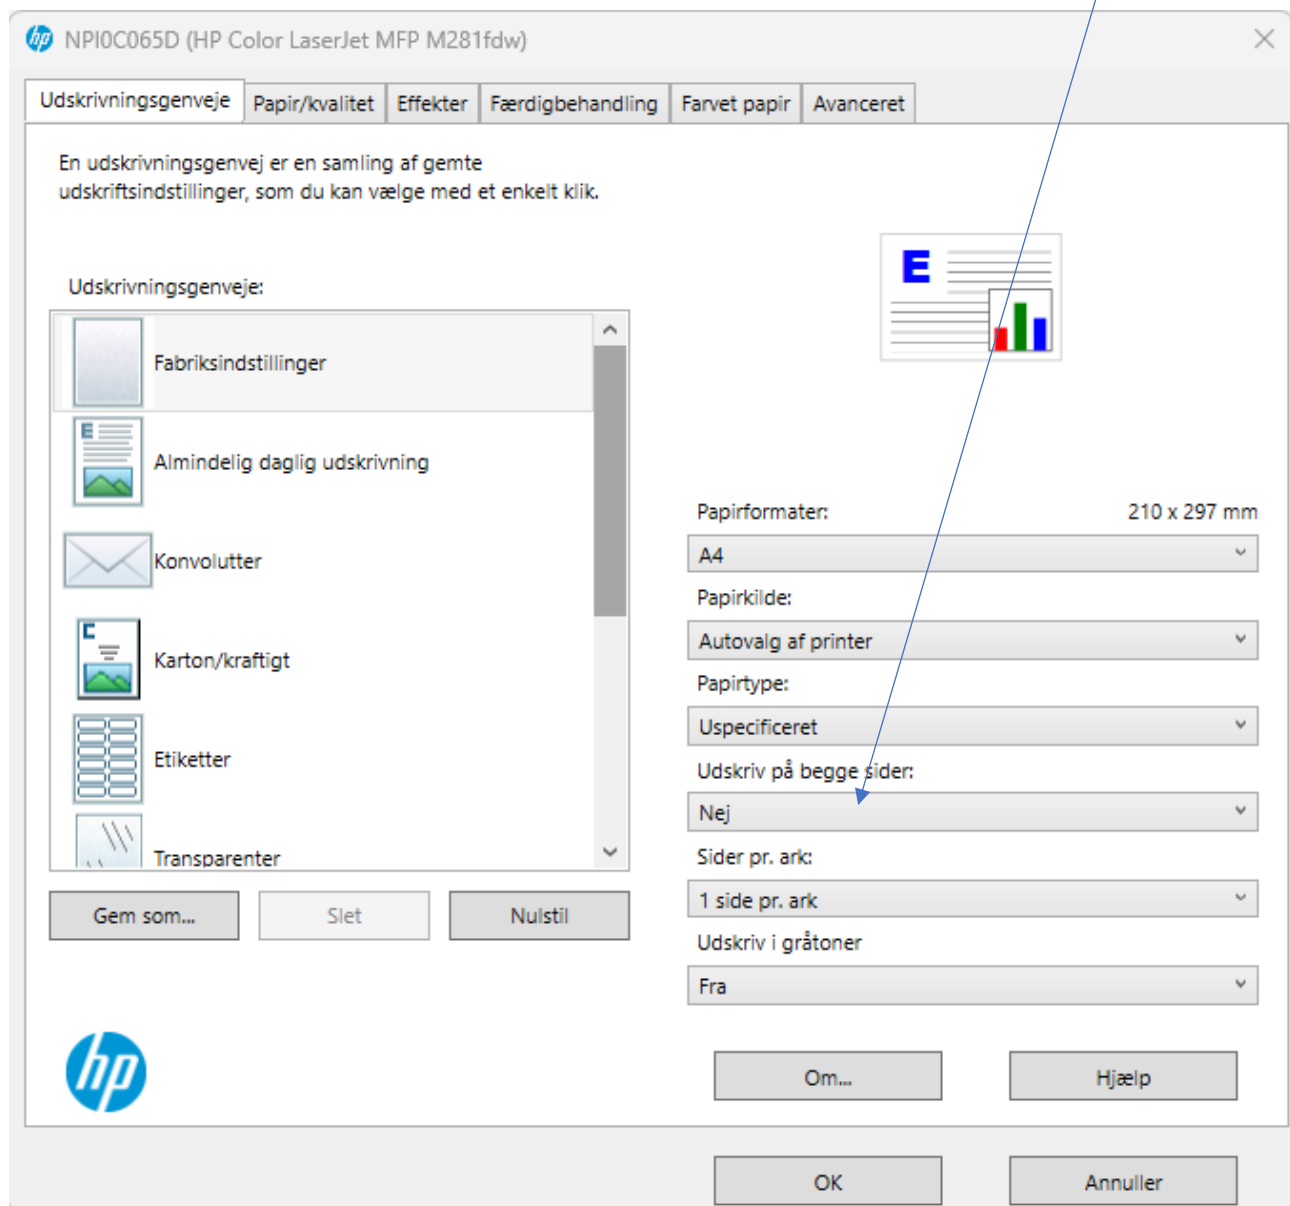 hp NPI0C065D (HP Color LaserJet MFP M281fdw)
Udskrivningsgenveje Papir/kvalitet Effekter Færdigbehandling Farvet papir Avanceret
En udskrivningsgenvej er en samling af gemte
udskriftsindstillinger, som du kan vælge med et enkelt klik.
E
Udskrivningsgenveje:
Fabriksindstillinger
E
Almindelig daglig udskrivning
Konvolutter
C
Karton/kraftigt
Etiketter
Transparenter
Gem som... Slet Nulstil
Papirformater: 210 x 297 mm
A4
Papirkilde:
Autovalg af printer
Papirtype:
Uspecificeret
Udskriv på begge sider:
Nej
Sider pr. ark:
1 side pr. ark
Udskriv i gråtoner
Fra
hp
Om... Hjælp
OK Annuller